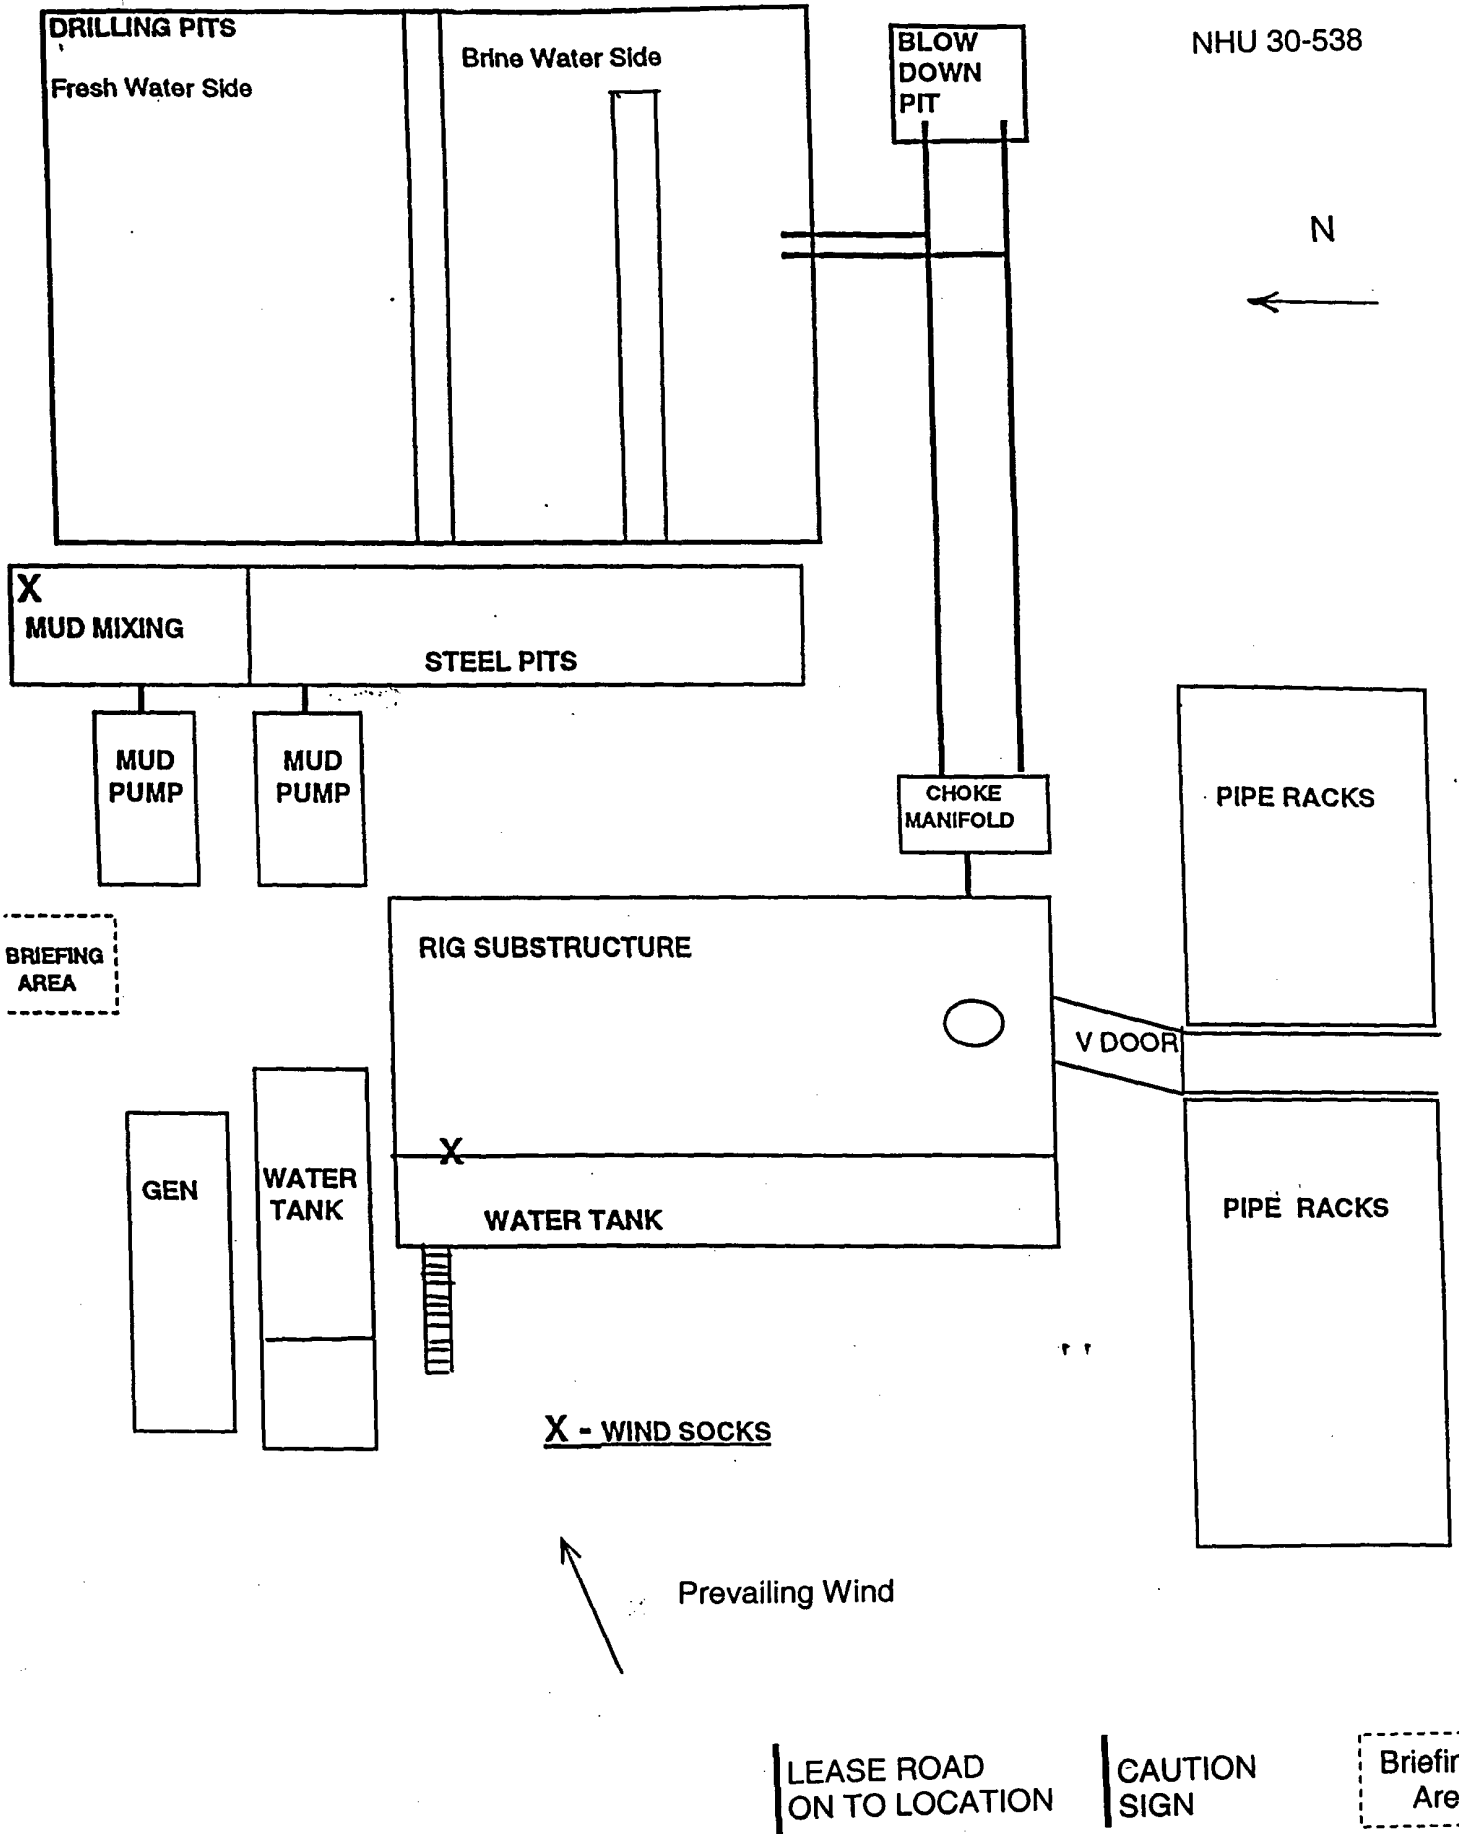 DRILLING PITS
Fresh Water Side
Brine Water Side
BLOW
DOWN
PIT
NHU 30-538
N
X
MUD MIXING
STEEL PITS
MUD
PUMP
MUD
PUMP
CHOKE
MANIFOLD
PIPE RACKS
BRIEFING
AREA
RIG SUBSTRUCTURE
V DOOR
X
GEN
WATER
TANK
WATER TANK
PIPE RACKS
X - WIND SOCKS
Prevailing Wind
LEASE ROAD
ON TO LOCATION
CAUTION
SIGN
Briefin
Are